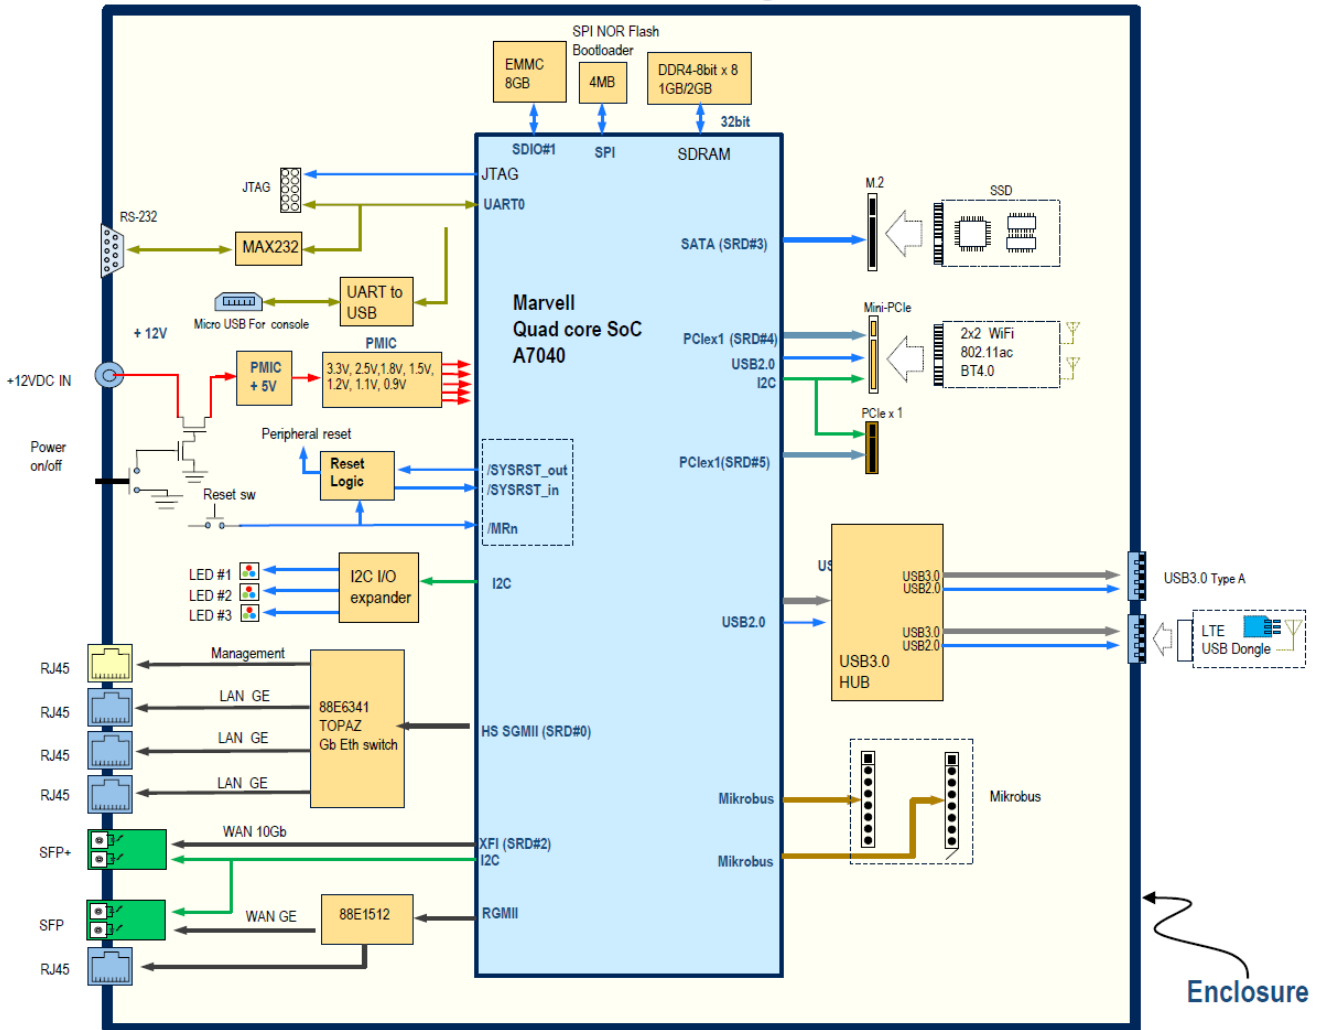 SPI NOR Flash
Bootloader
EMMC
8GB
4MB
DDR4-8bit x 8
1GB/2GB
32bit
SDIO#1
SPI
SDRAM
JTAG
JTAG
UART0
RS-232
MAX232
UART to
USB
Micro USB For console
+ 12V
PMIC
+12VDC IN
PMIC
+ 5V
3.3V, 2.5V,1.8V, 1.5V,
1.2V, 1.1V, 0.9V
Power
on/off
Peripheral reset
Reset
Logic
Reset sw
/SYSRST_out
/SYSRST_in
/MRn
LED #1
LED #2
LED #3
I2C I/O
expander
I2C
Marvell
Quad core SoC
A7040
M.2
SSD
SATA (SRD#3)
Mini-PCIe
PCIex1 (SRD#4)
USB2.0
I2C
2x2 WiFi
802.11ac
BT4.0
PCIe x 1
PCIex1(SRD#5)
US
USB2.0
USB3.0
USB2.0
USB3.0
USB2.0
USB3.0
HUB
USB3.0 Type A
LTE
USB Dongle
RJ45
Management
RJ45
LAN GE
RJ45
LAN GE
RJ45
LAN GE
88E6341
TOPAZ
Gb Eth switch
HS SGMII (SRD#0)
SFP+
WAN 10Gb
XFI (SRD#2)
I2C
SFP
WAN GE
88E1512
RGMII
RJ45
Mikrobus
Mikrobus
Mikrobus
Enclosure